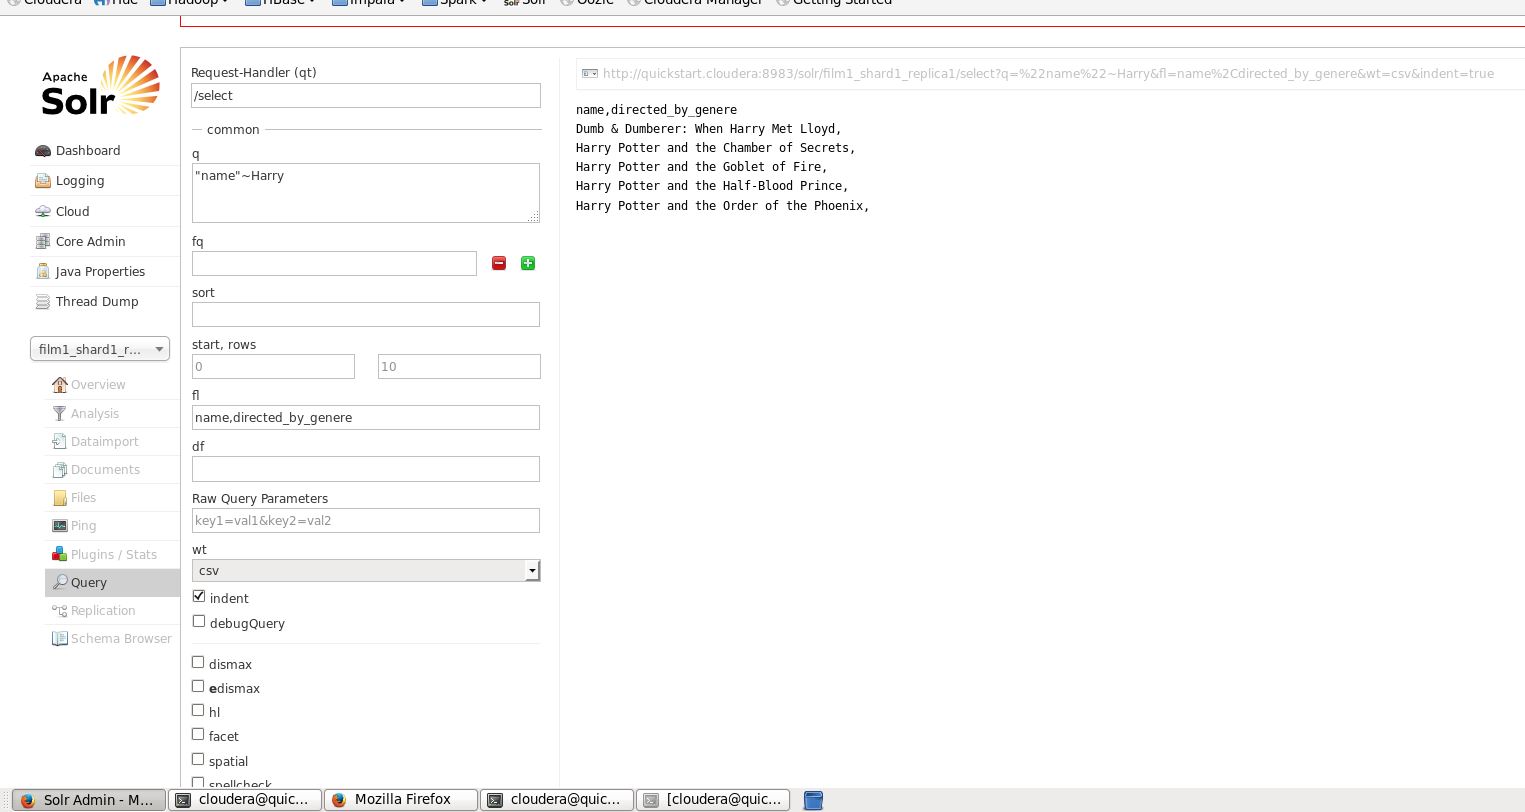 Cloudera Hue Hadoop HBase Impala Spark Solr Oozie Cloudera Manager Getting Started
Apache
Solr
Dashboard
Logging
Cloud
Core Admin
Java Properties
Thread Dump
film1_shard1_r...
Overview
Analysis
Dataimport
Documents
Files
Ping
Plugins / Stats
Query
Replication
Schema Browser
Request-Handler (qt)
/select
common
q
"name"~Harry
fq
sort
start, rows
0 10
fl
name,directed_by_genere
df
Raw Query Parameters
key1=val1&key2=val2
wt
csv
indent
debugQuery
dismax
edismax
hl
facet
spatial
spellcheck
http://quickstart.cloudera:8983/solr/film1_shard1_replica1/select?q=%22name%22~Harry&fl=name%2Cdirected_by_genere&wt=csv&indent=true
name,directed_by_genere
Dumb & Dumberer: When Harry Met Lloyd,
Harry Potter and the Chamber of Secrets,
Harry Potter and the Goblet of Fire,
Harry Potter and the Half-Blood Prince,
Harry Potter and the Order of the Phoenix,
Solr Admin - M... cloudera@quic... Mozilla Firefox cloudera@quic... [cloudera@quic...